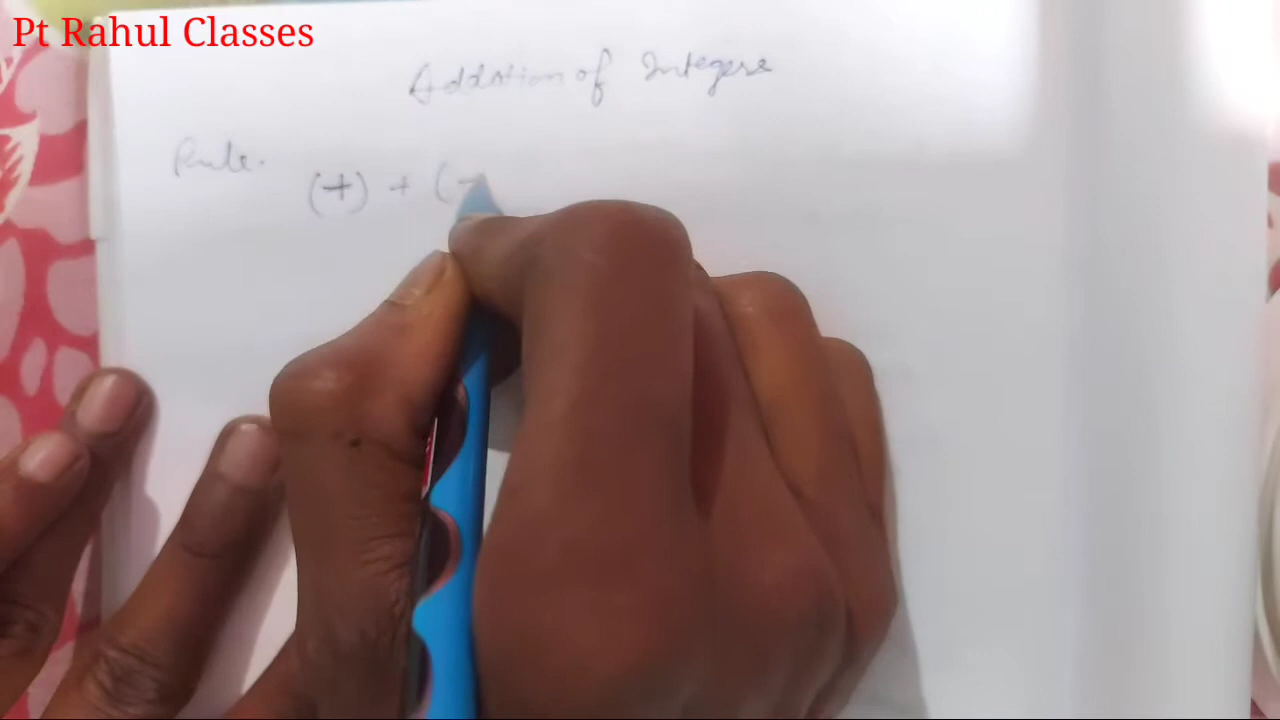 Pt Rahul Classes
Addition of Integers
Rule.
(+) + (